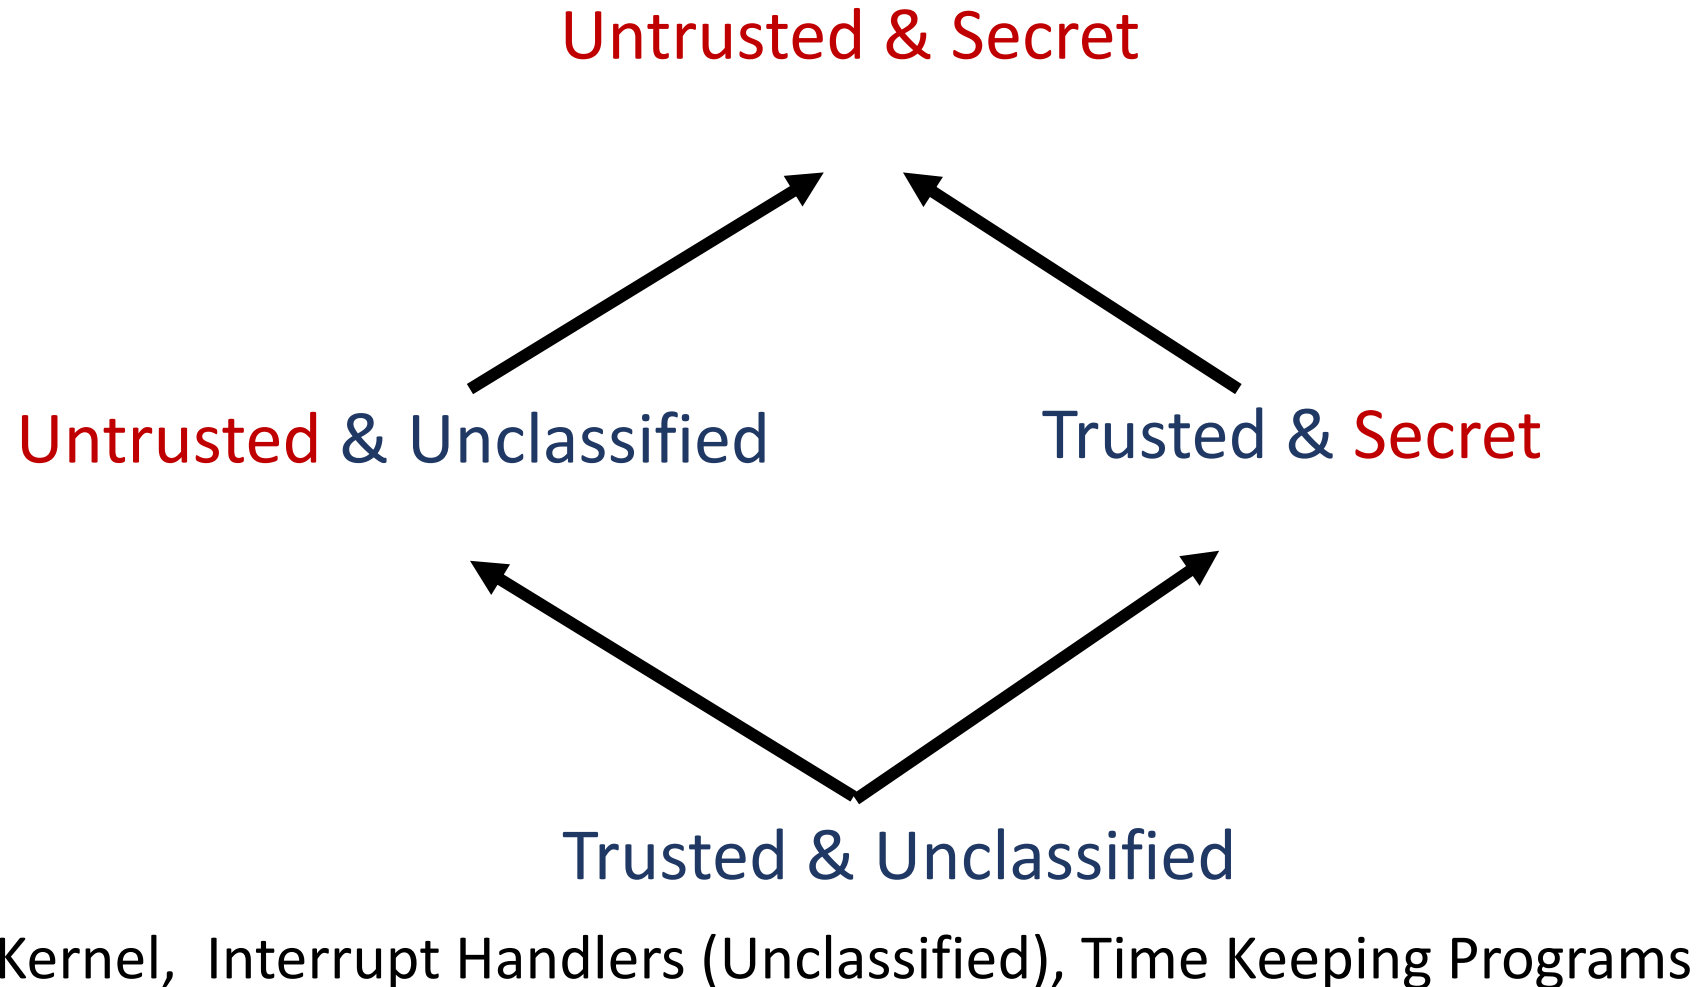 Untrusted & Secret
Untrusted & Unclassified
Trusted & Secret
Trusted & Unclassified
Kernel,  Interrupt Handlers (Unclassified), Time Keeping Programs